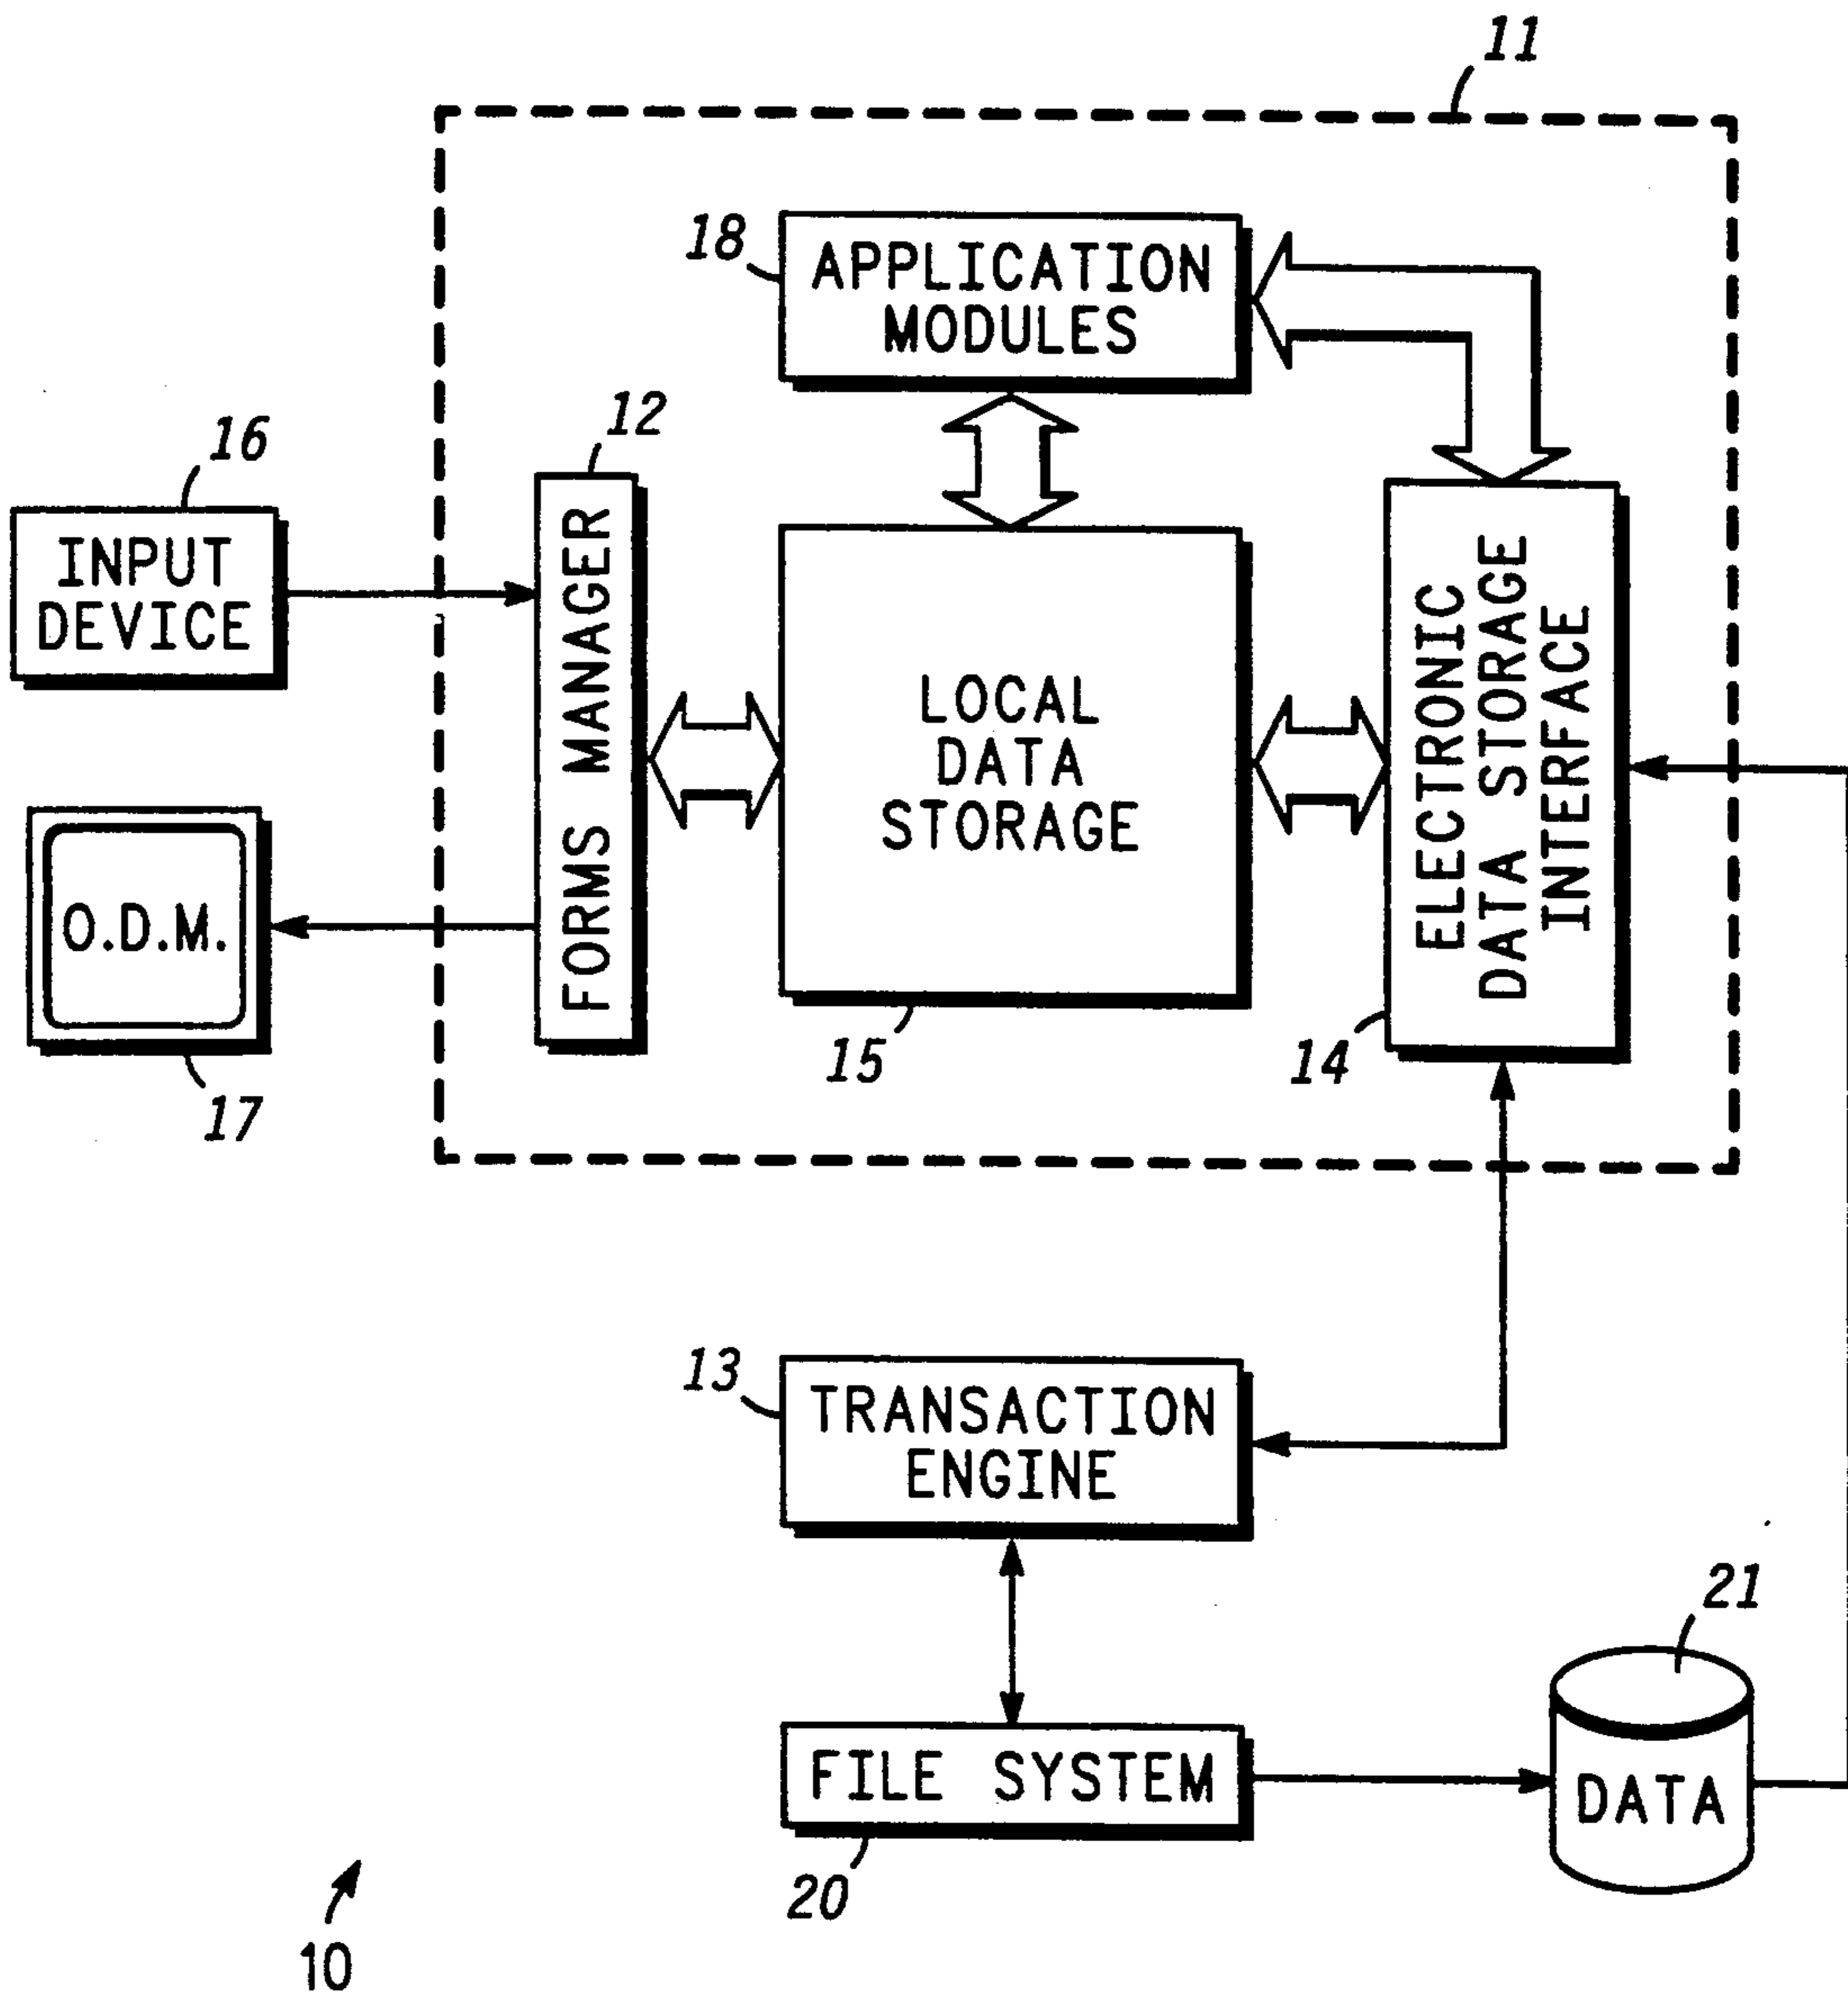 11
18
APPLICATION
MODULES
12
16
INPUT
DEVICE
FORMS MANAGER
LOCAL
DATA
STORAGE
ELECTRONIC
DATA STORAGE
INTERFACE
O.D.M.
15
14
17
13
TRANSACTION
ENGINE
21
FILE SYSTEM
DATA
20
10